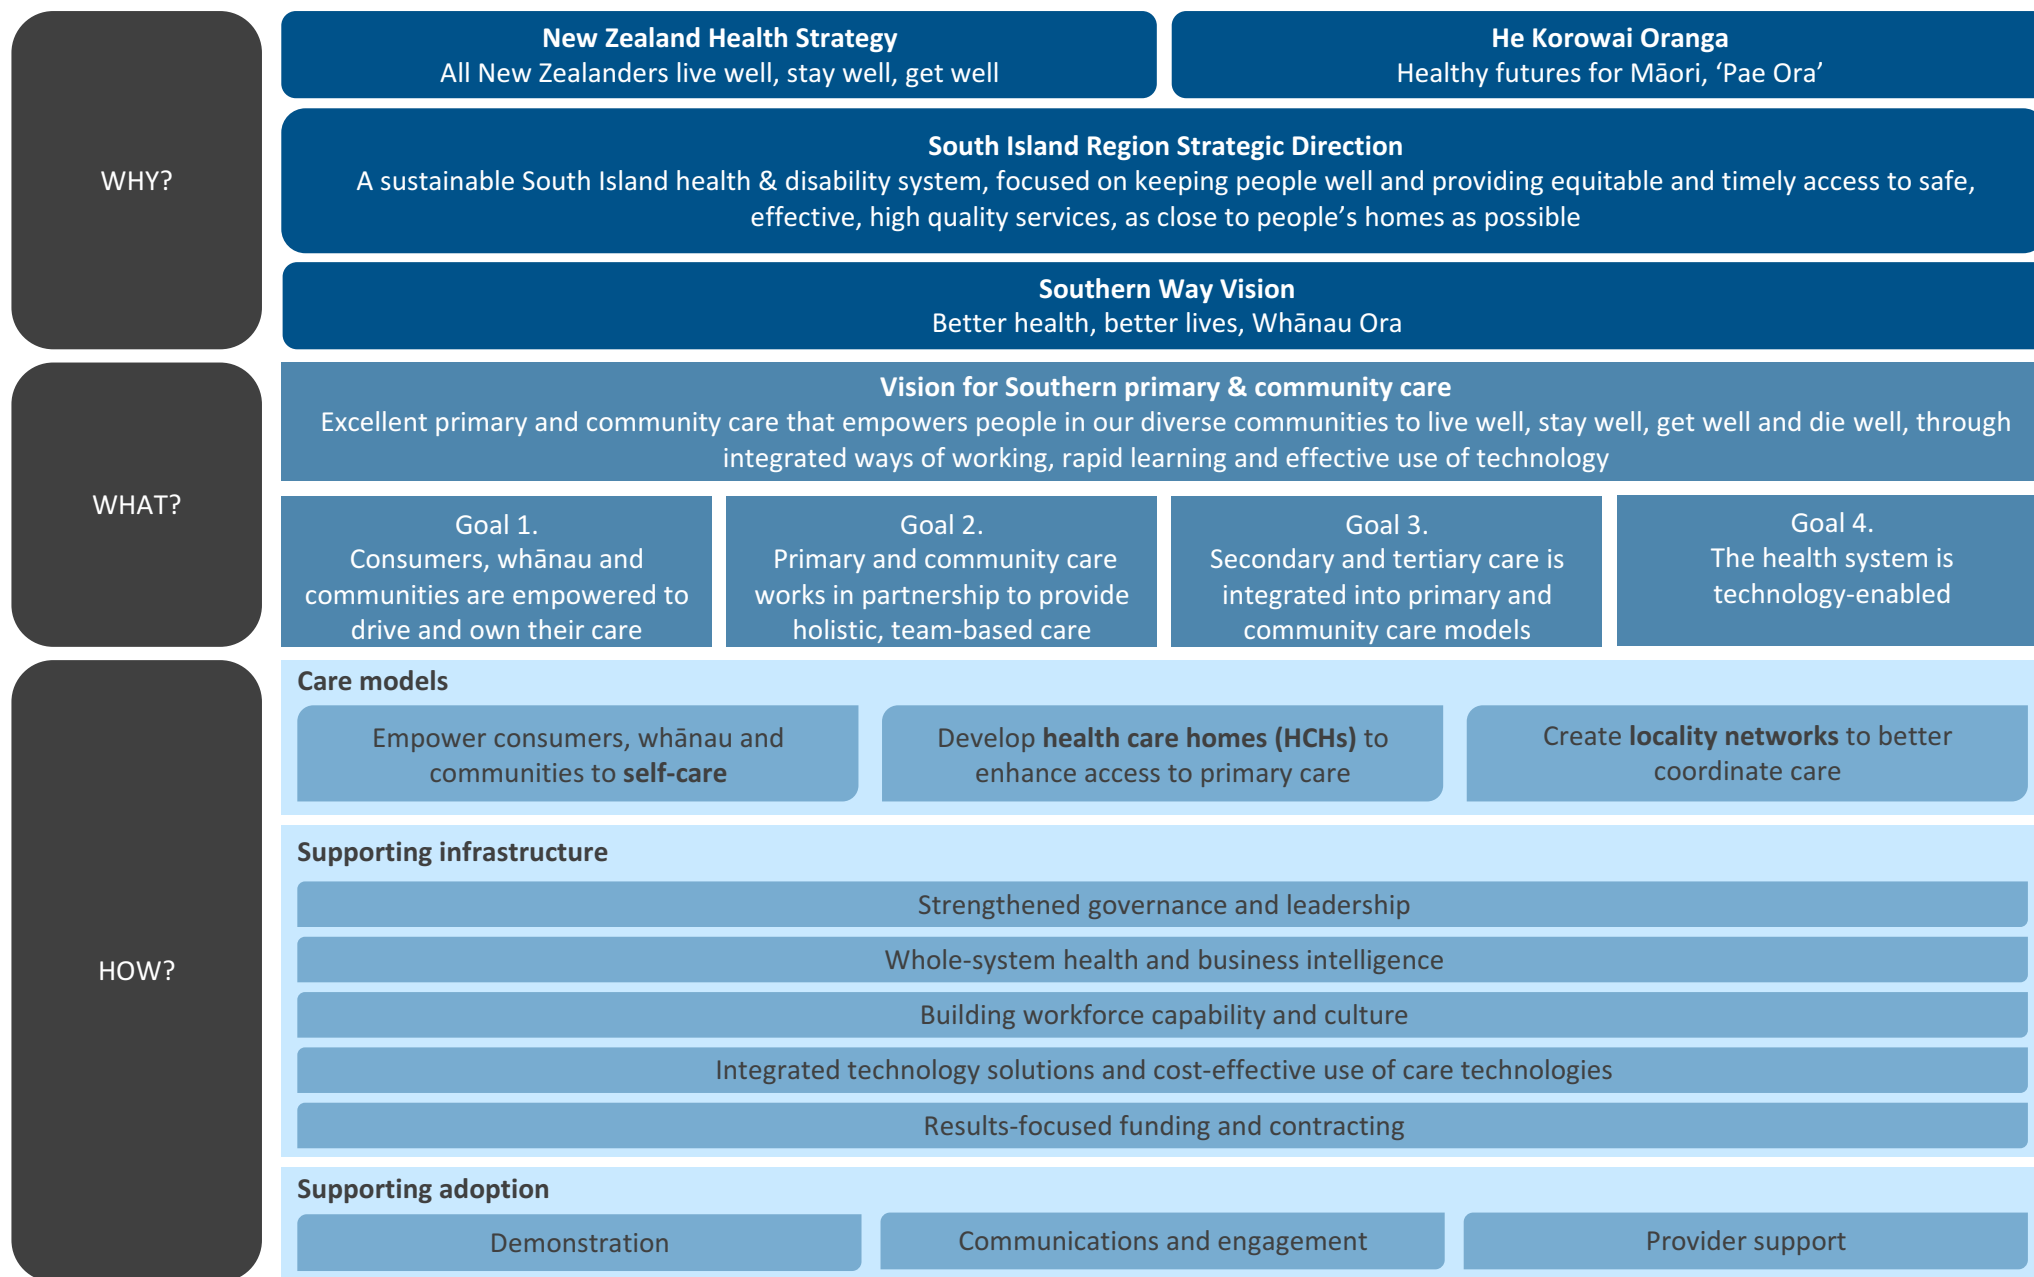 WHY?
New Zealand Health Strategy
All New Zealanders live well, stay well, get well
He Korowai Oranga
Healthy futures for Māori, ‘Pae Ora’
South Island Region Strategic Direction
A sustainable South Island health & disability system, focused on keeping people well and providing equitable and timely access to safe,
effective, high quality services, as close to people’s homes as possible
Southern Way Vision
Better health, better lives, Whānau Ora
WHAT?
Vision for Southern primary & community care
Excellent primary and community care that empowers people in our diverse communities to live well, stay well, get well and die well, through
integrated ways of working, rapid learning and effective use of technology
Goal 1.
Consumers, whānau and
communities are empowered to
drive and own their care
Goal 2.
Primary and community care
works in partnership to provide
holistic, team-based care
Goal 3.
Secondary and tertiary care is
integrated into primary and
community care models
Goal 4.
The health system is
technology-enabled
HOW?
Care models
Empower consumers, whānau and
communities to self-care
Develop health care homes (HCHs) to
enhance access to primary care
Create locality networks to better
coordinate care
Supporting infrastructure
Strengthened governance and leadership
Whole-system health and business intelligence
Building workforce capability and culture
Integrated technology solutions and cost-effective use of care technologies
Results-focused funding and contracting
Supporting adoption
Demonstration
Communications and engagement
Provider support